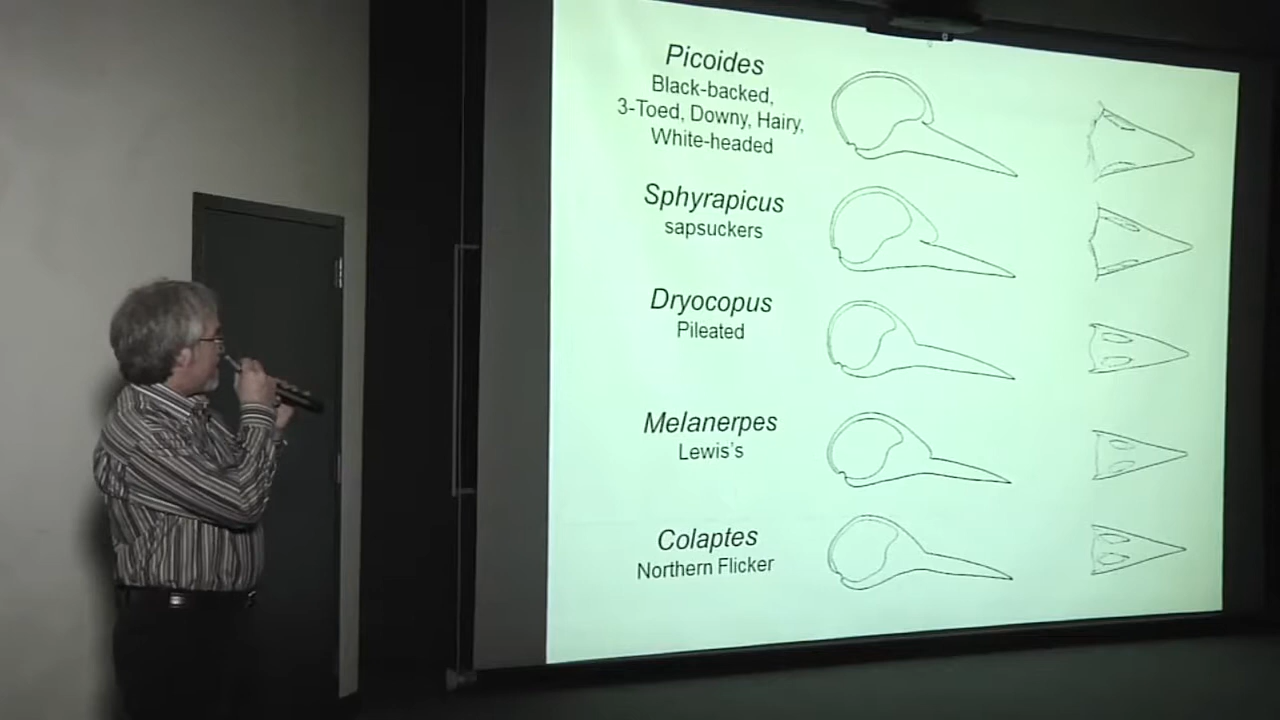 Picoides
Black-backed,
3-Toed, Downy, Hairy,
White-headed
Sphyrapicus
sapsuckers
Dryocopus
Pileated
Melanerpes
Lewis's
Colaptes
Northern Flicker